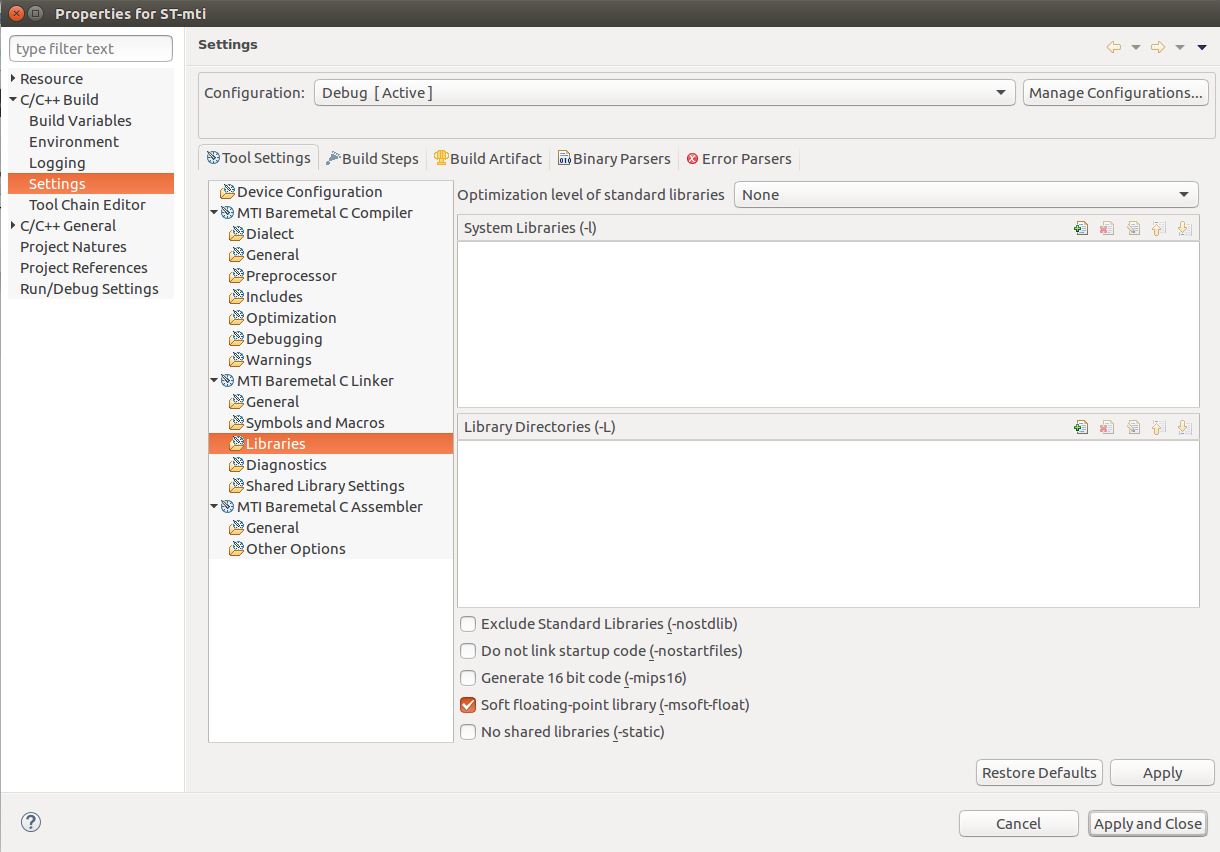 Properties for ST-mti
type filter text
Resource
C/C++ Build
Build Variables
Environment
Logging
Settings
Tool Chain Editor
C/C++ General
Project Natures
Project References
Run/Debug Settings
Settings
Configuration: Debug [Active] Manage Configurations...
Tool Settings Build Steps Build Artifact Binary Parsers Error Parsers
Device Configuration
MTI Baremetal C Compiler
Dialect
General
Preprocessor
Includes
Optimization
Debugging
Warnings
MTI Baremetal C Linker
General
Symbols and Macros
Libraries
Diagnostics
Shared Library Settings
MTI Baremetal C Assembler
General
Other Options
Optimization level of standard libraries None
System Libraries (-l)
Library Directories (-L)
Exclude Standard Libraries (-nostdlib)
Do not link startup code (-nostartfiles)
Generate 16 bit code (-mips16)
Soft floating-point library (-msoft-float)
No shared libraries (-static)
Restore Defaults Apply
? Cancel Apply and Close